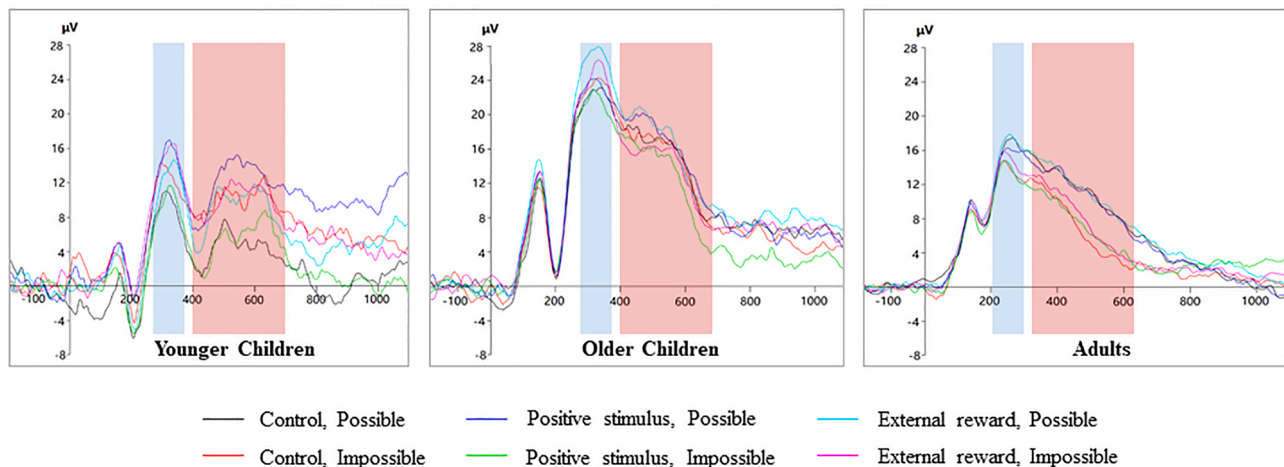 µV
28
24
20
16
12
8
4
-4
-8
-100 200 400 600 800 1000
Younger Children
µV
28
24
20
16
12
8
4
-4
-8
-100 200 400 600 800 1000
Older Children
µV
28
24
20
16
12
8
4
-4
-8
-100 200 400 600 800 1000
Adults
Control, Possible
Positive stimulus, Possible
External reward, Possible
Control, Impossible
Positive stimulus, Impossible
External reward, Impossible